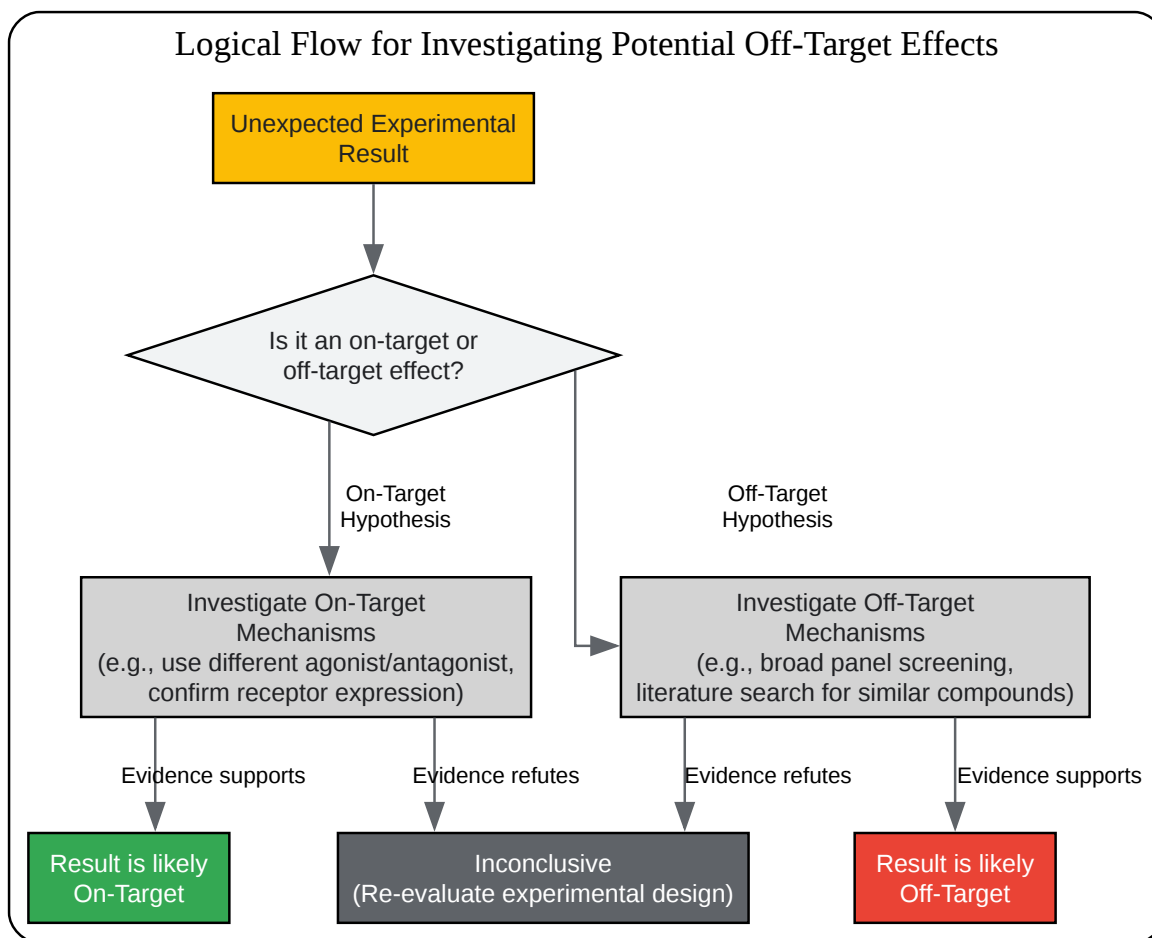 Logical Flow for Investigating Potential Off-Target Effects
Unexpected Experimental
Result
Is it an on-target or
off-target effect?
On-Target
Hypothesis
Off-Target
Hypothesis
Investigate On-Target
Mechanisms
(e.g., use different agonist/antagonist,
confirm receptor expression)
Investigate Off-Target
Mechanisms
(e.g., broad panel screening,
literature search for similar compounds)
Evidence supports
Evidence refutes
Evidence refutes
Evidence supports
Result is likely
On-Target
Inconclusive
(Re-evaluate experimental design)
Result is likely
Off-Target